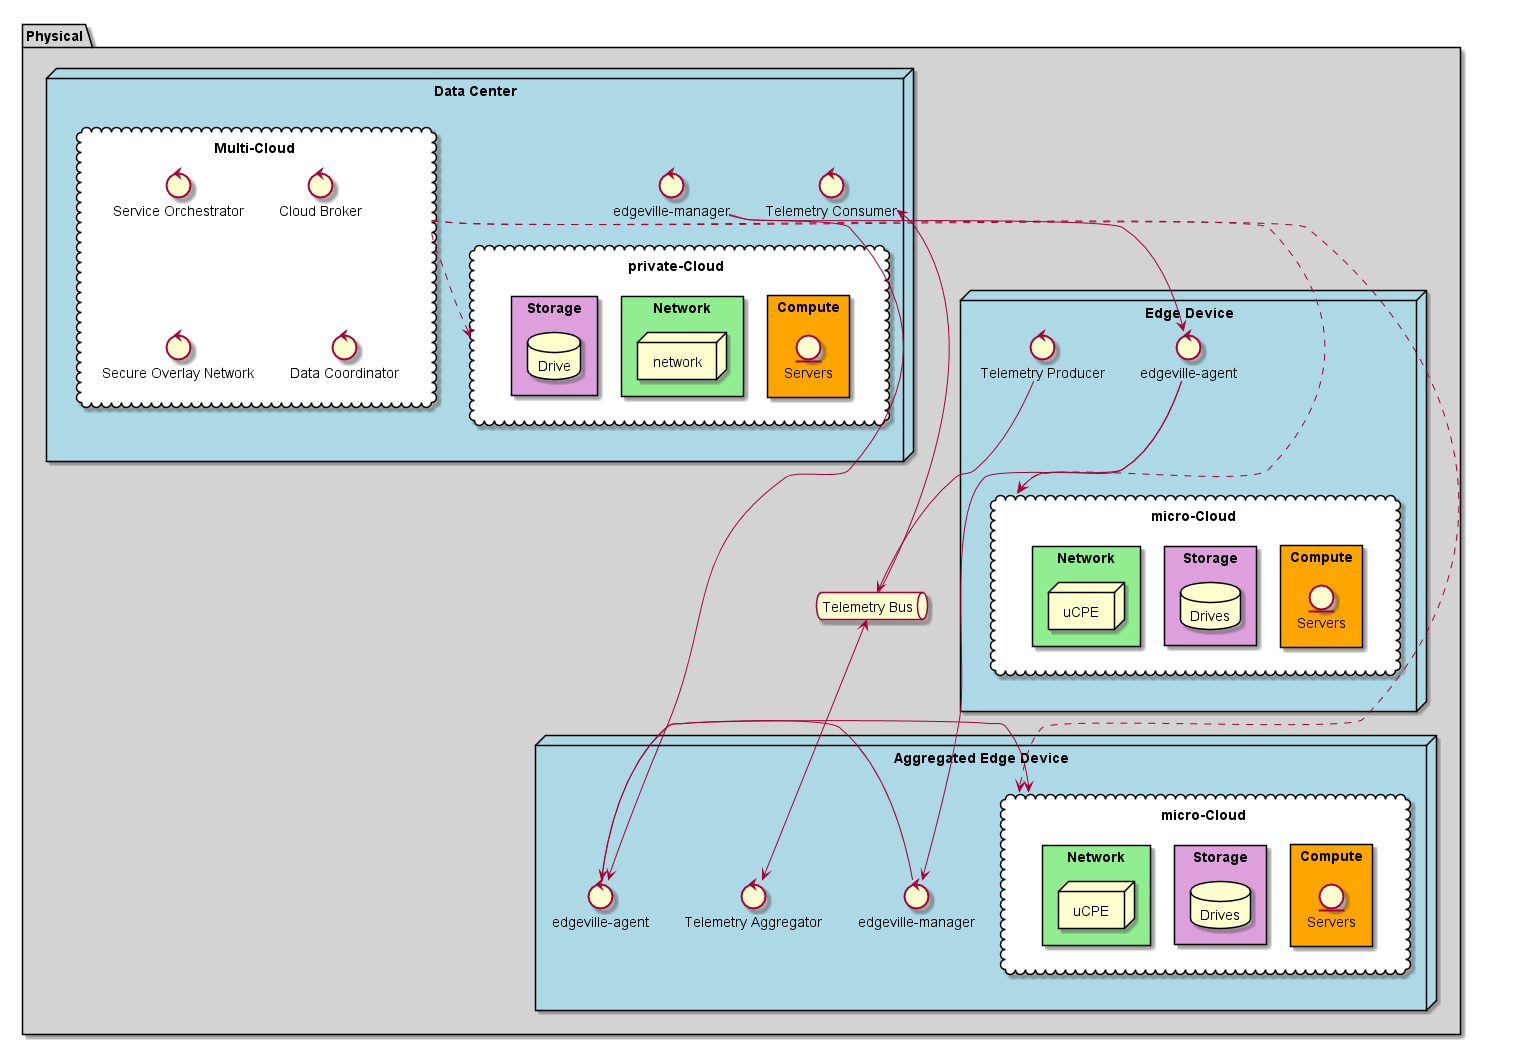 Physical
Data Center
Multi-Cloud
Service Orchestrator
Cloud Broker
edgeville-manager
Telemetry Consumer
Secure Overlay Network
Data Coordinator
private-Cloud
Storage
Drive
Network
network
Compute
Servers
Edge Device
Telemetry Producer
edgeville-agent
micro-Cloud
Network
uCPE
Storage
Drives
Compute
Servers
Telemetry Bus
Aggregated Edge Device
edgeville-agent
Telemetry Aggregator
edgeville-manager
micro-Cloud
Network
uCPE
Storage
Drives
Compute
Servers